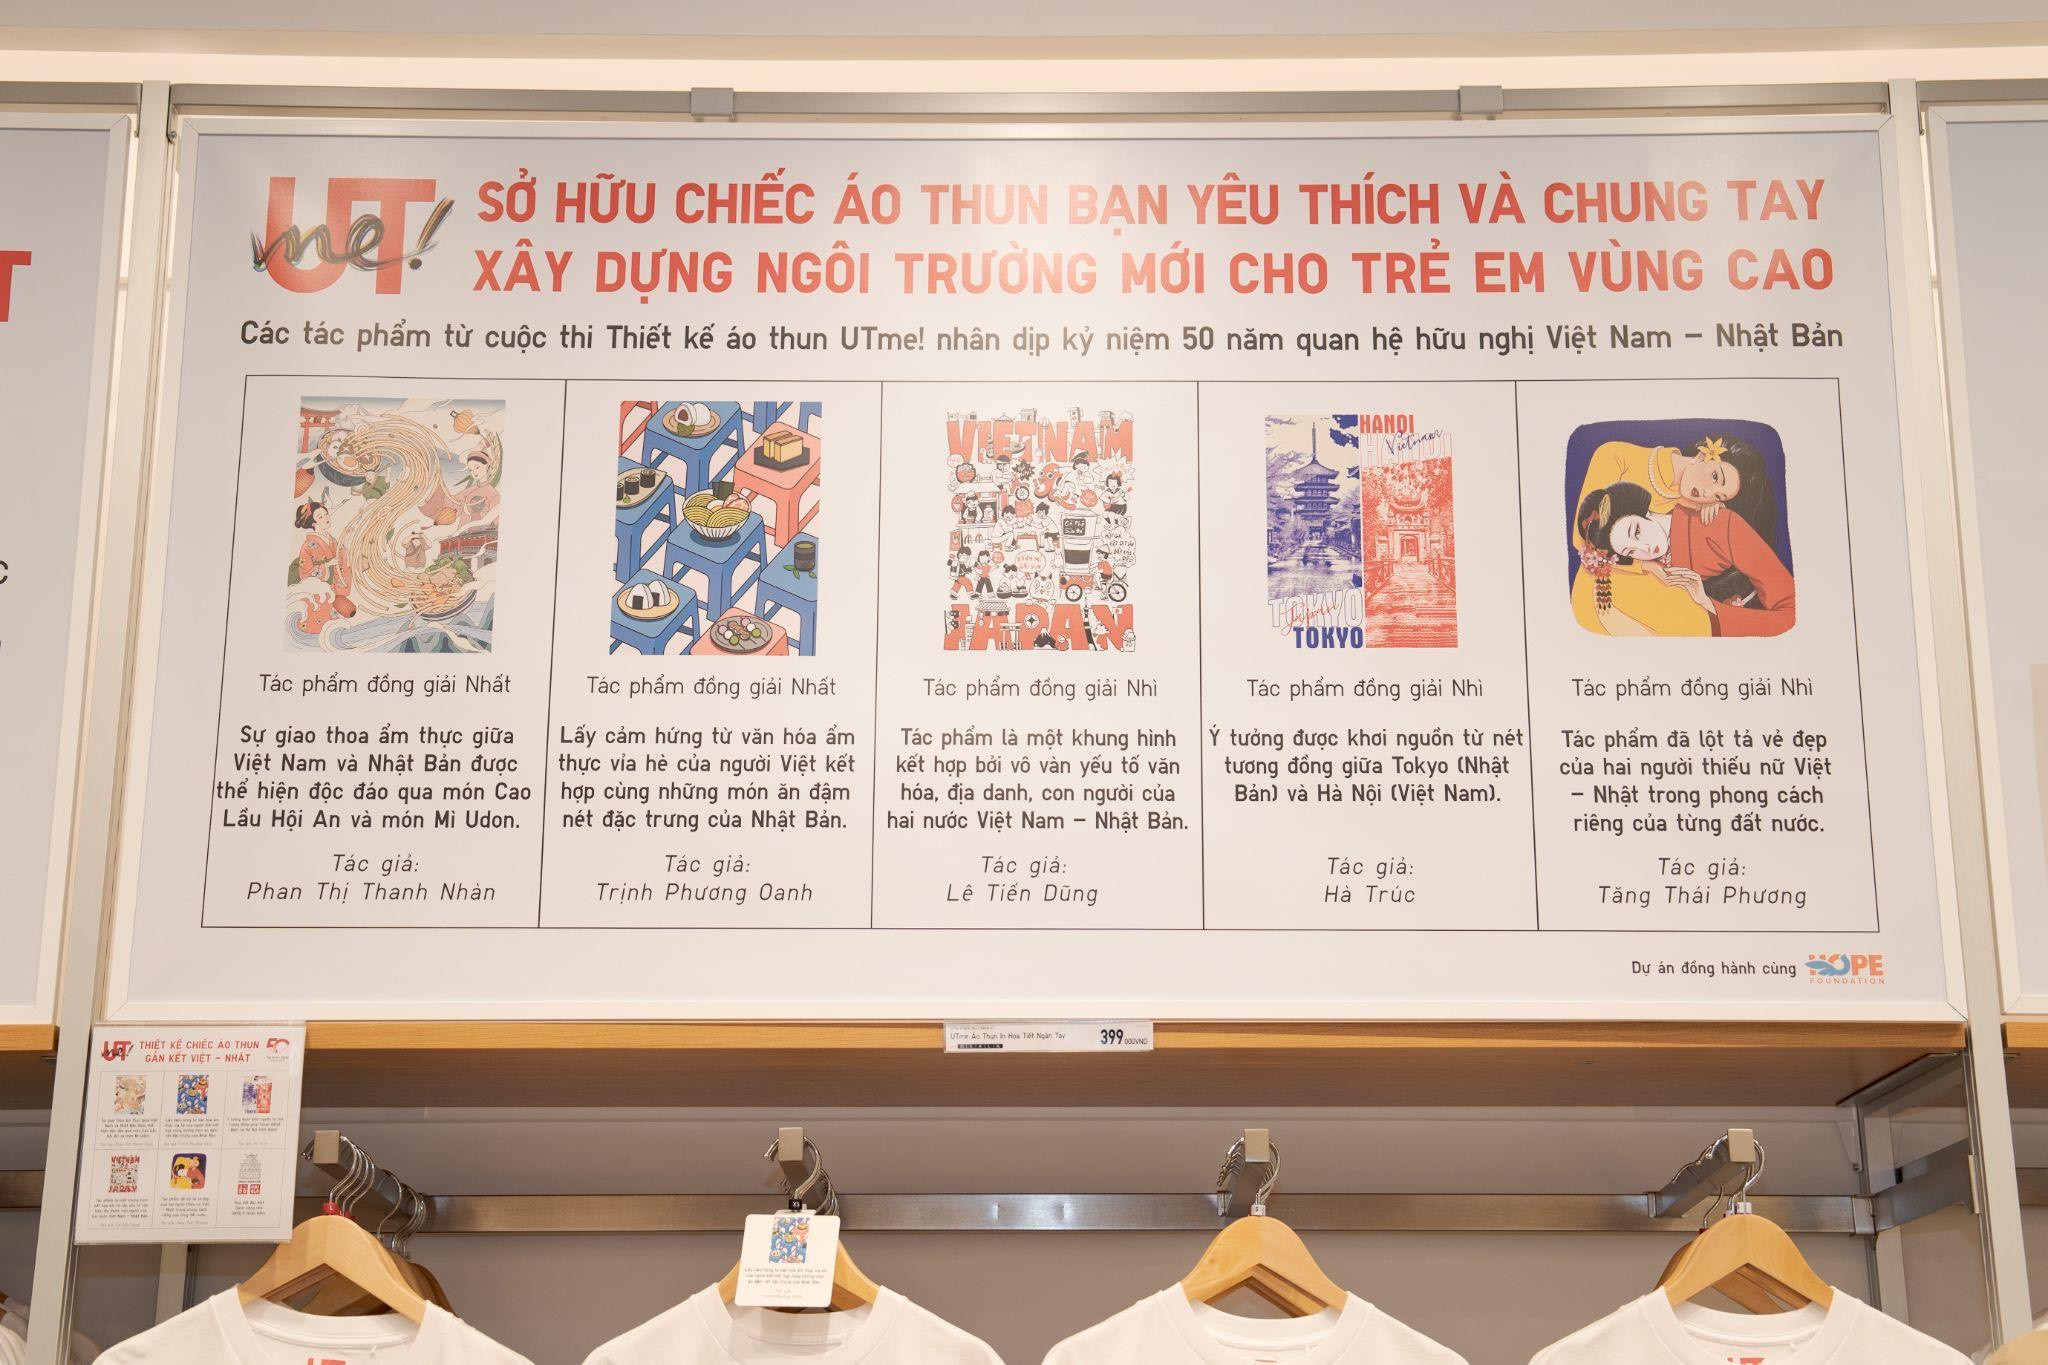 UT me!
SỞ HỮU CHIẾC ÁO THUN BẠN YÊU THÍCH VÀ CHUNG TAY
XÂY DỰNG NGÔI TRƯỜNG MỚI CHO TRẺ EM VÙNG CAO
Các tác phẩm từ cuộc thi Thiết kế áo thun UTme! nhân dịp kỷ niệm 50 năm quan hệ hữu nghị Việt Nam – Nhật Bản
Tác phẩm đồng giải Nhất
Sự giao thoa ẩm thực giữa
Việt Nam và Nhật Bản được
thể hiện độc đáo qua món Cao
Lầu Hội An và món Mì Udon.
Tác giả:
Phan Thị Thanh Nhàn
Tác phẩm đồng giải Nhất
Lấy cảm hứng từ văn hóa ẩm
thực vỉa hè của người Việt kết
hợp cùng những món ăn đậm
nét đặc trưng của Nhật Bản.
Tác giả:
Trịnh Phương Oanh
VIETNAM
JAPAN
Tác phẩm đồng giải Nhì
Tác phẩm là một khung hình
kết hợp bởi vô vàn yếu tố văn
hóa, địa danh, con người của
hai nước Việt Nam – Nhật Bản.
Tác giả:
Lê Tiến Dũng
HANOI
HANOI
Vietnam
TOKYO
Japan
TOKYO
Tác phẩm đồng giải Nhì
Ý tưởng được khơi nguồn từ nét
tương đồng giữa Tokyo (Nhật
Bản) và Hà Nội (Việt Nam).
Tác giả:
Hà Trúc
Tác phẩm đồng giải Nhì
Tác phẩm đã lột tả vẻ đẹp
của hai người thiếu nữ Việt
– Nhật trong phong cách
riêng của từng đất nước.
Tác giả:
Tăng Thái Phương
Dự án đồng hành cùng HOPE
FOUNDATION
UTme Áo Thun In Họa Tiết Ngắn Tay
399.000VND
UT me!
THIẾT KẾ CHIẾC ÁO THUN
GẮN KẾT VIỆT – NHẬT
50
VIETNAM
JAPAN
L
XS
S
S
UT